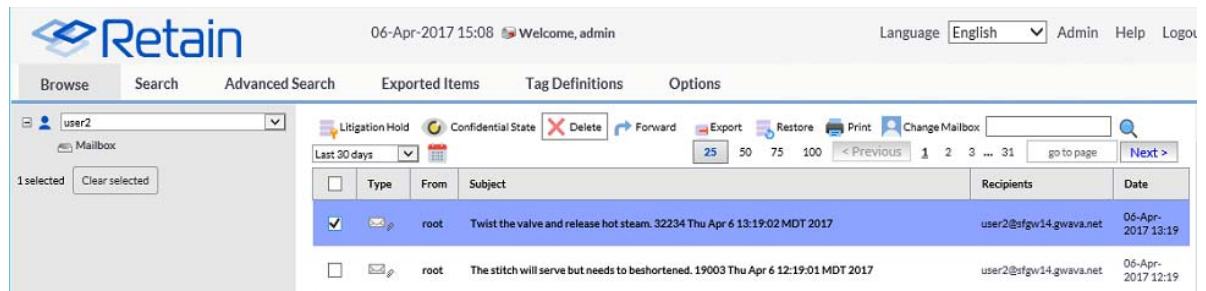 Retain 06-Apr-2017 15:08 Welcome, admin Language English Admin Help Logou
Browse Search Advanced Search Exported Items Tag Definitions Options
user2 Litigation Hold Confidential State Delete Forward Export Restore Print Change Mailbox
Mailbox Last 30 days 25 50 75 100 < Previous 1 2 3 ... 31 go to page Next >
1 selected Clear selected Type From Subject Recipients Date
root Twist the valve and release hot steam. 32234 Thu Apr 6 13:19:02 MDT 2017 user2@sfgw14.gwava.net 06-Apr-
2017 13:19
root The stitch will serve but needs to beshortened. 19003 Thu Apr 6 12:19:01 MDT 2017 user2@sfgw14.gwava.net 06-Apr-
2017 12:19